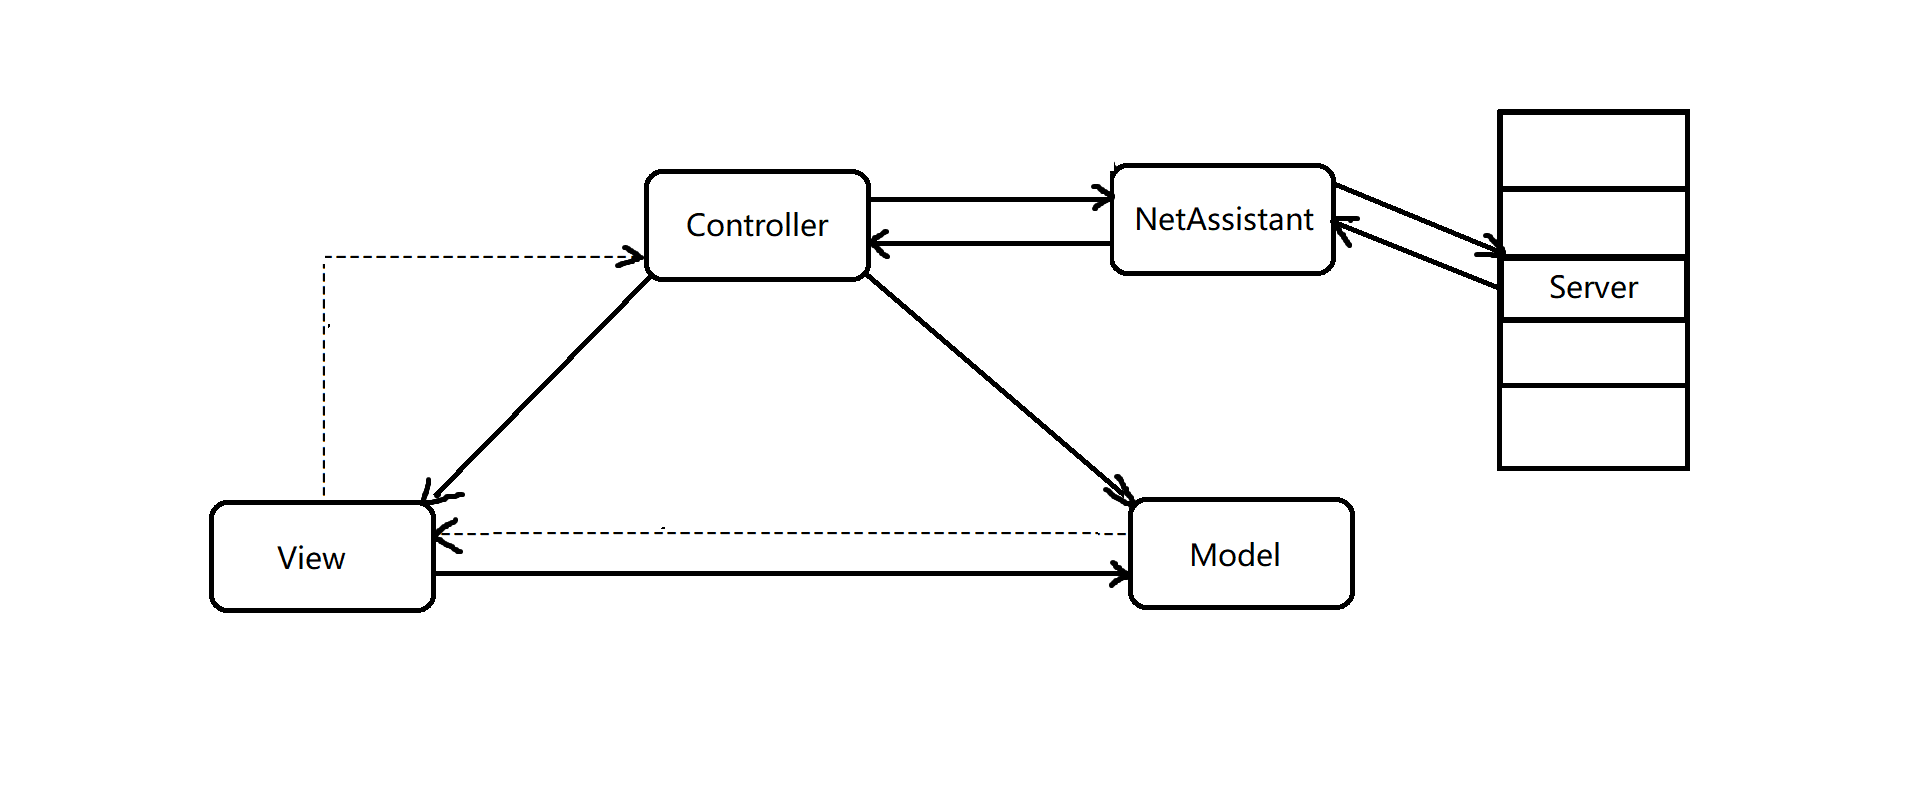 Controller
NetAssistant
Server
View
Model